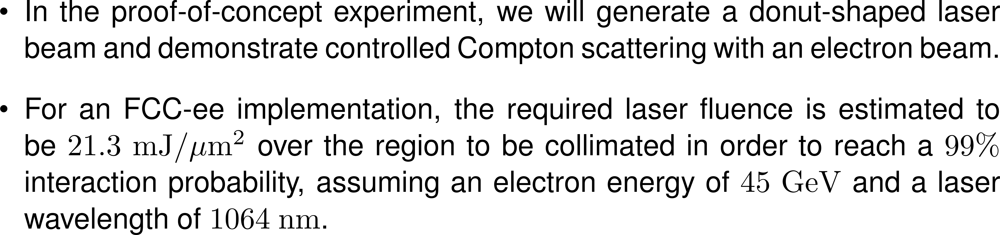 • In the proof-of-concept experiment, we will generate a donut-shaped laser
beam and demonstrate controlled Compton scattering with an electron beam.
• For an FCC-ee implementation, the required laser fluence is estimated to
be 21.3 mJ/μm² over the region to be collimated in order to reach a 99%
interaction probability, assuming an electron energy of 45 GeV and a laser
wavelength of 1064 nm.